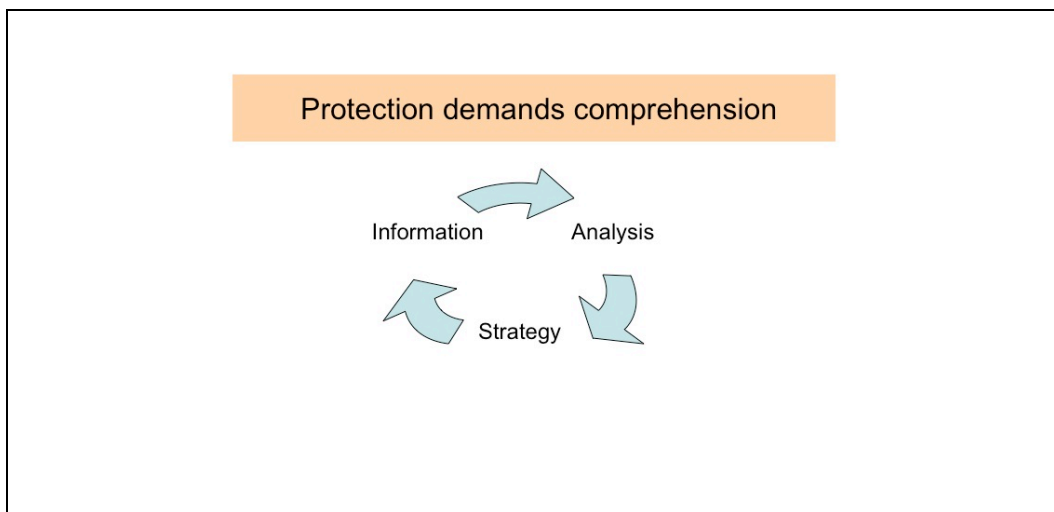 Protection demands comprehension
Information
Analysis
Strategy